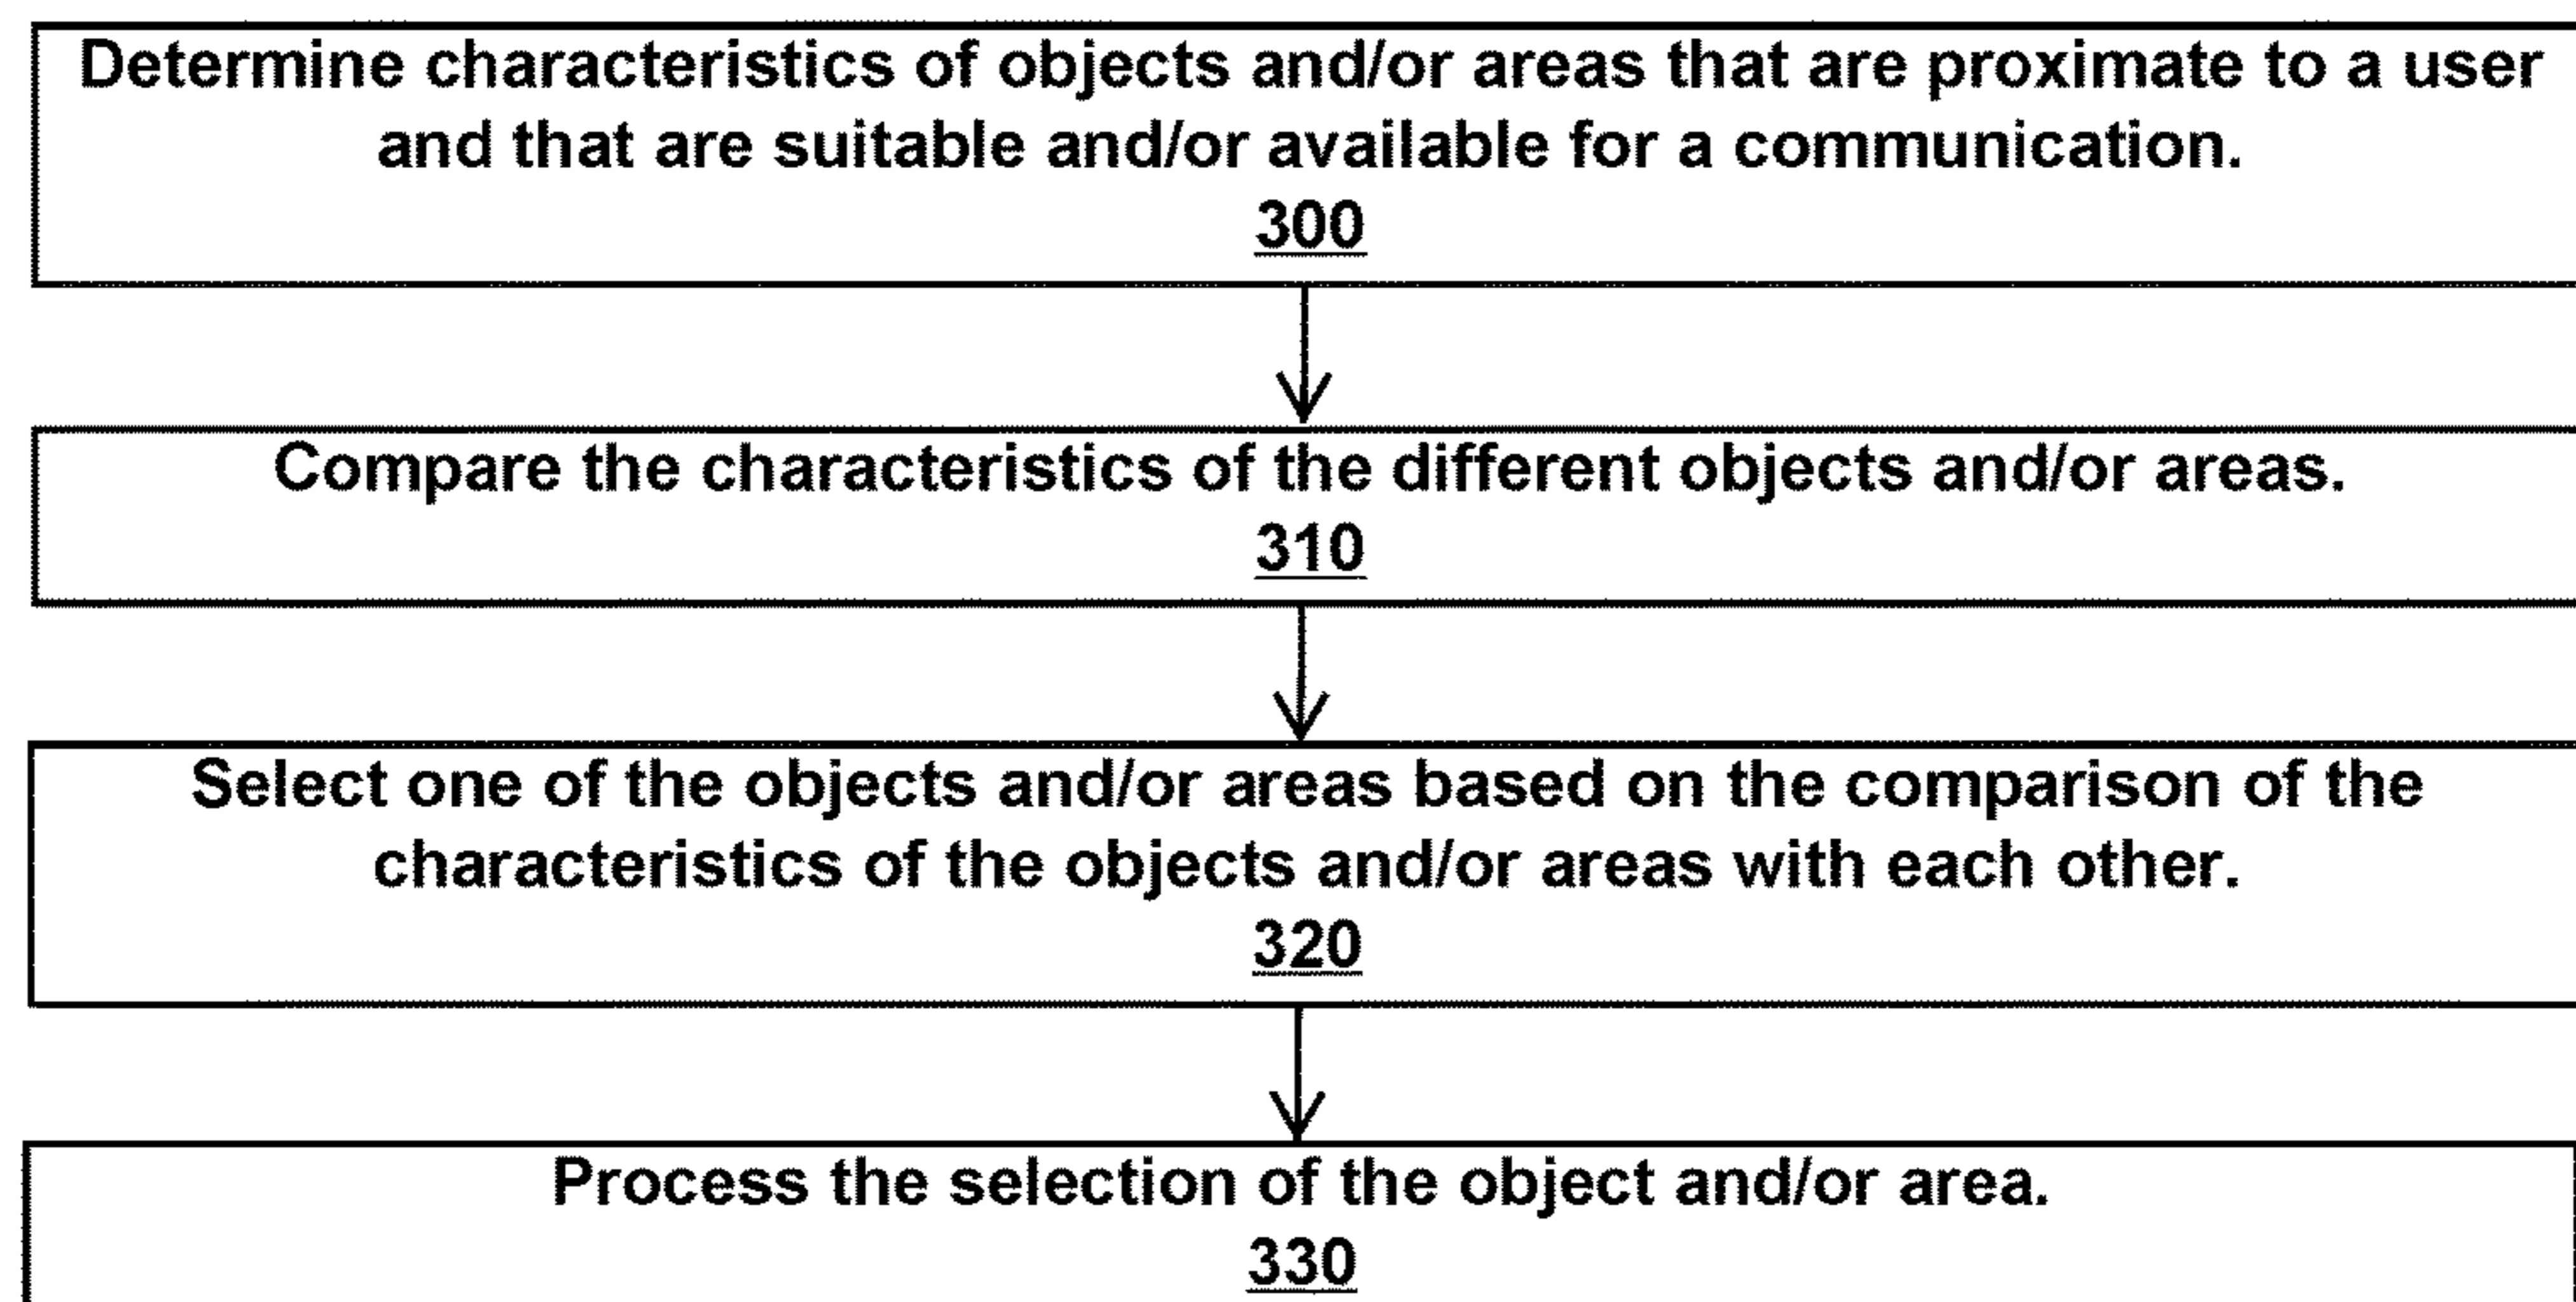 Determine characteristics of objects and/or areas that are proximate to a user
and that are suitable and/or available for a communication.
300
Compare the characteristics of the different objects and/or areas.
310
Select one of the objects and/or areas based on the comparison of the
characteristics of the objects and/or areas with each other.
320
Process the selection of the object and/or area.
330